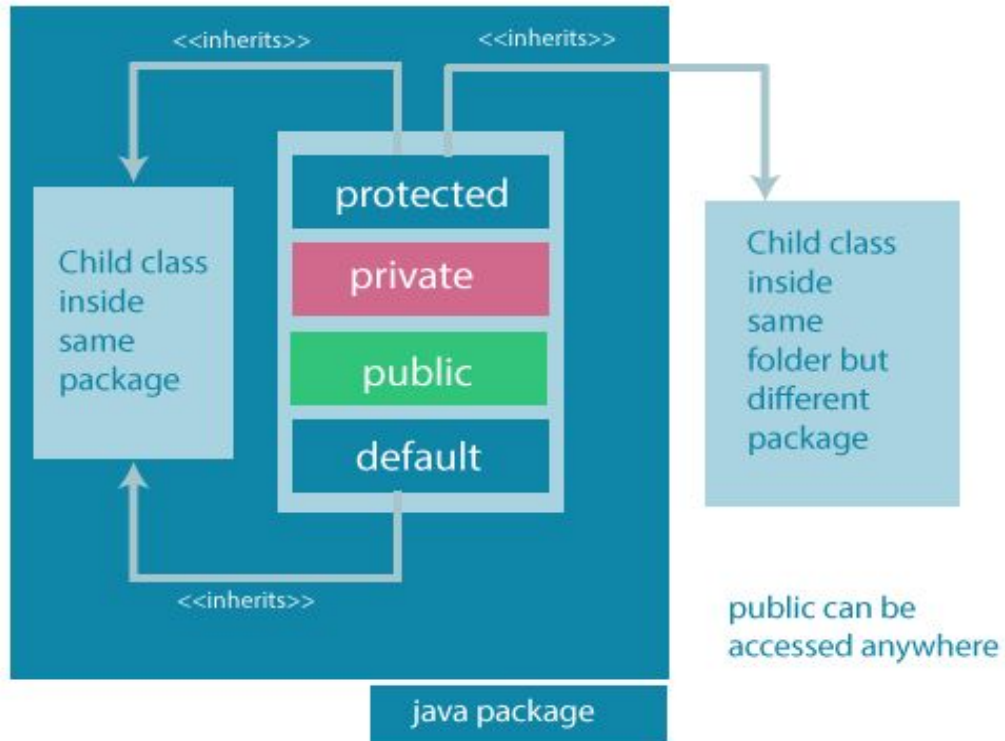 <<inherits>>
<<inherits>>
protected
private
public
default
Child class
inside
same
package
Child class
inside
same
folder but
different
package
<<inherits>>
public can be
accessed anywhere
java package